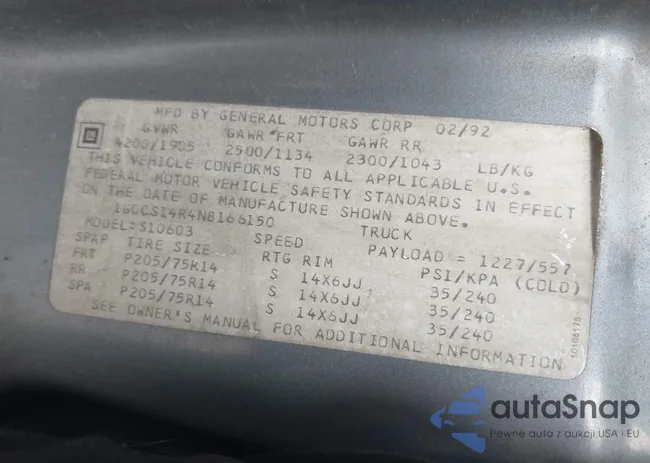 MFD BY GENERAL MOTORS CORP 02/92
GVWR GAWR FRT GAWR RR
4200/1905 2500/1134 2300/1043 LB/KG
THIS VEHICLE CONFORMS TO ALL APPLICABLE U.S.
FEDERAL MOTOR VEHICLE SAFETY STANDARDS IN EFFECT
ON THE DATE OF MANUFACTURE SHOWN ABOVE.
1GCCS14R4N8166150 TRUCK
MODEL:S10603 PAYLOAD = 1227/557
SPAP TIRE SIZE SPEED RTG RIM PSI/KPA (COLD)
FRT P205/75R14 S 14X6JJ 35/240
RR P205/75R14 S 14X6JJ 35/240
SPA P205/75R14 S 14X6JJ 35/240
SEE OWNER'S MANUAL FOR ADDITIONAL INFORMATION
GM
autaSnap
Pewne auta z aukcji USA i EU